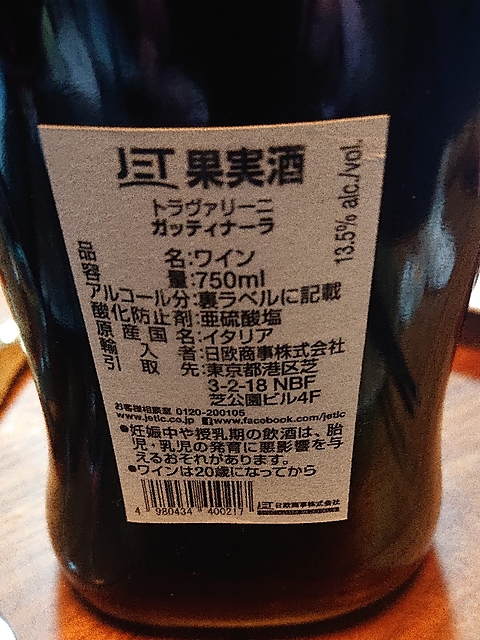 JET 果実酒
13.5% alc./vol.
トラヴァリーニ
ガッティナーラ
品名:ワイン
容量:750ml
アルコール分:裏ラベルに記載
酸化防止剤:亜硫酸塩
原産国名:イタリア
輸入者:日欧商事株式会社
引取先:東京都港区芝
3-2-18 NBF
芝公園ビル4F
お客様相談室 0120-200105
www.jetlc.co.jp www.facebook.com/jetlc
●妊娠中や授乳期の飲酒は、胎
児・乳児の発育に悪影響を与
えるおそれがあります。
●ワインは20歳になってから
4 980434 400217
JET 日欧商事株式会社